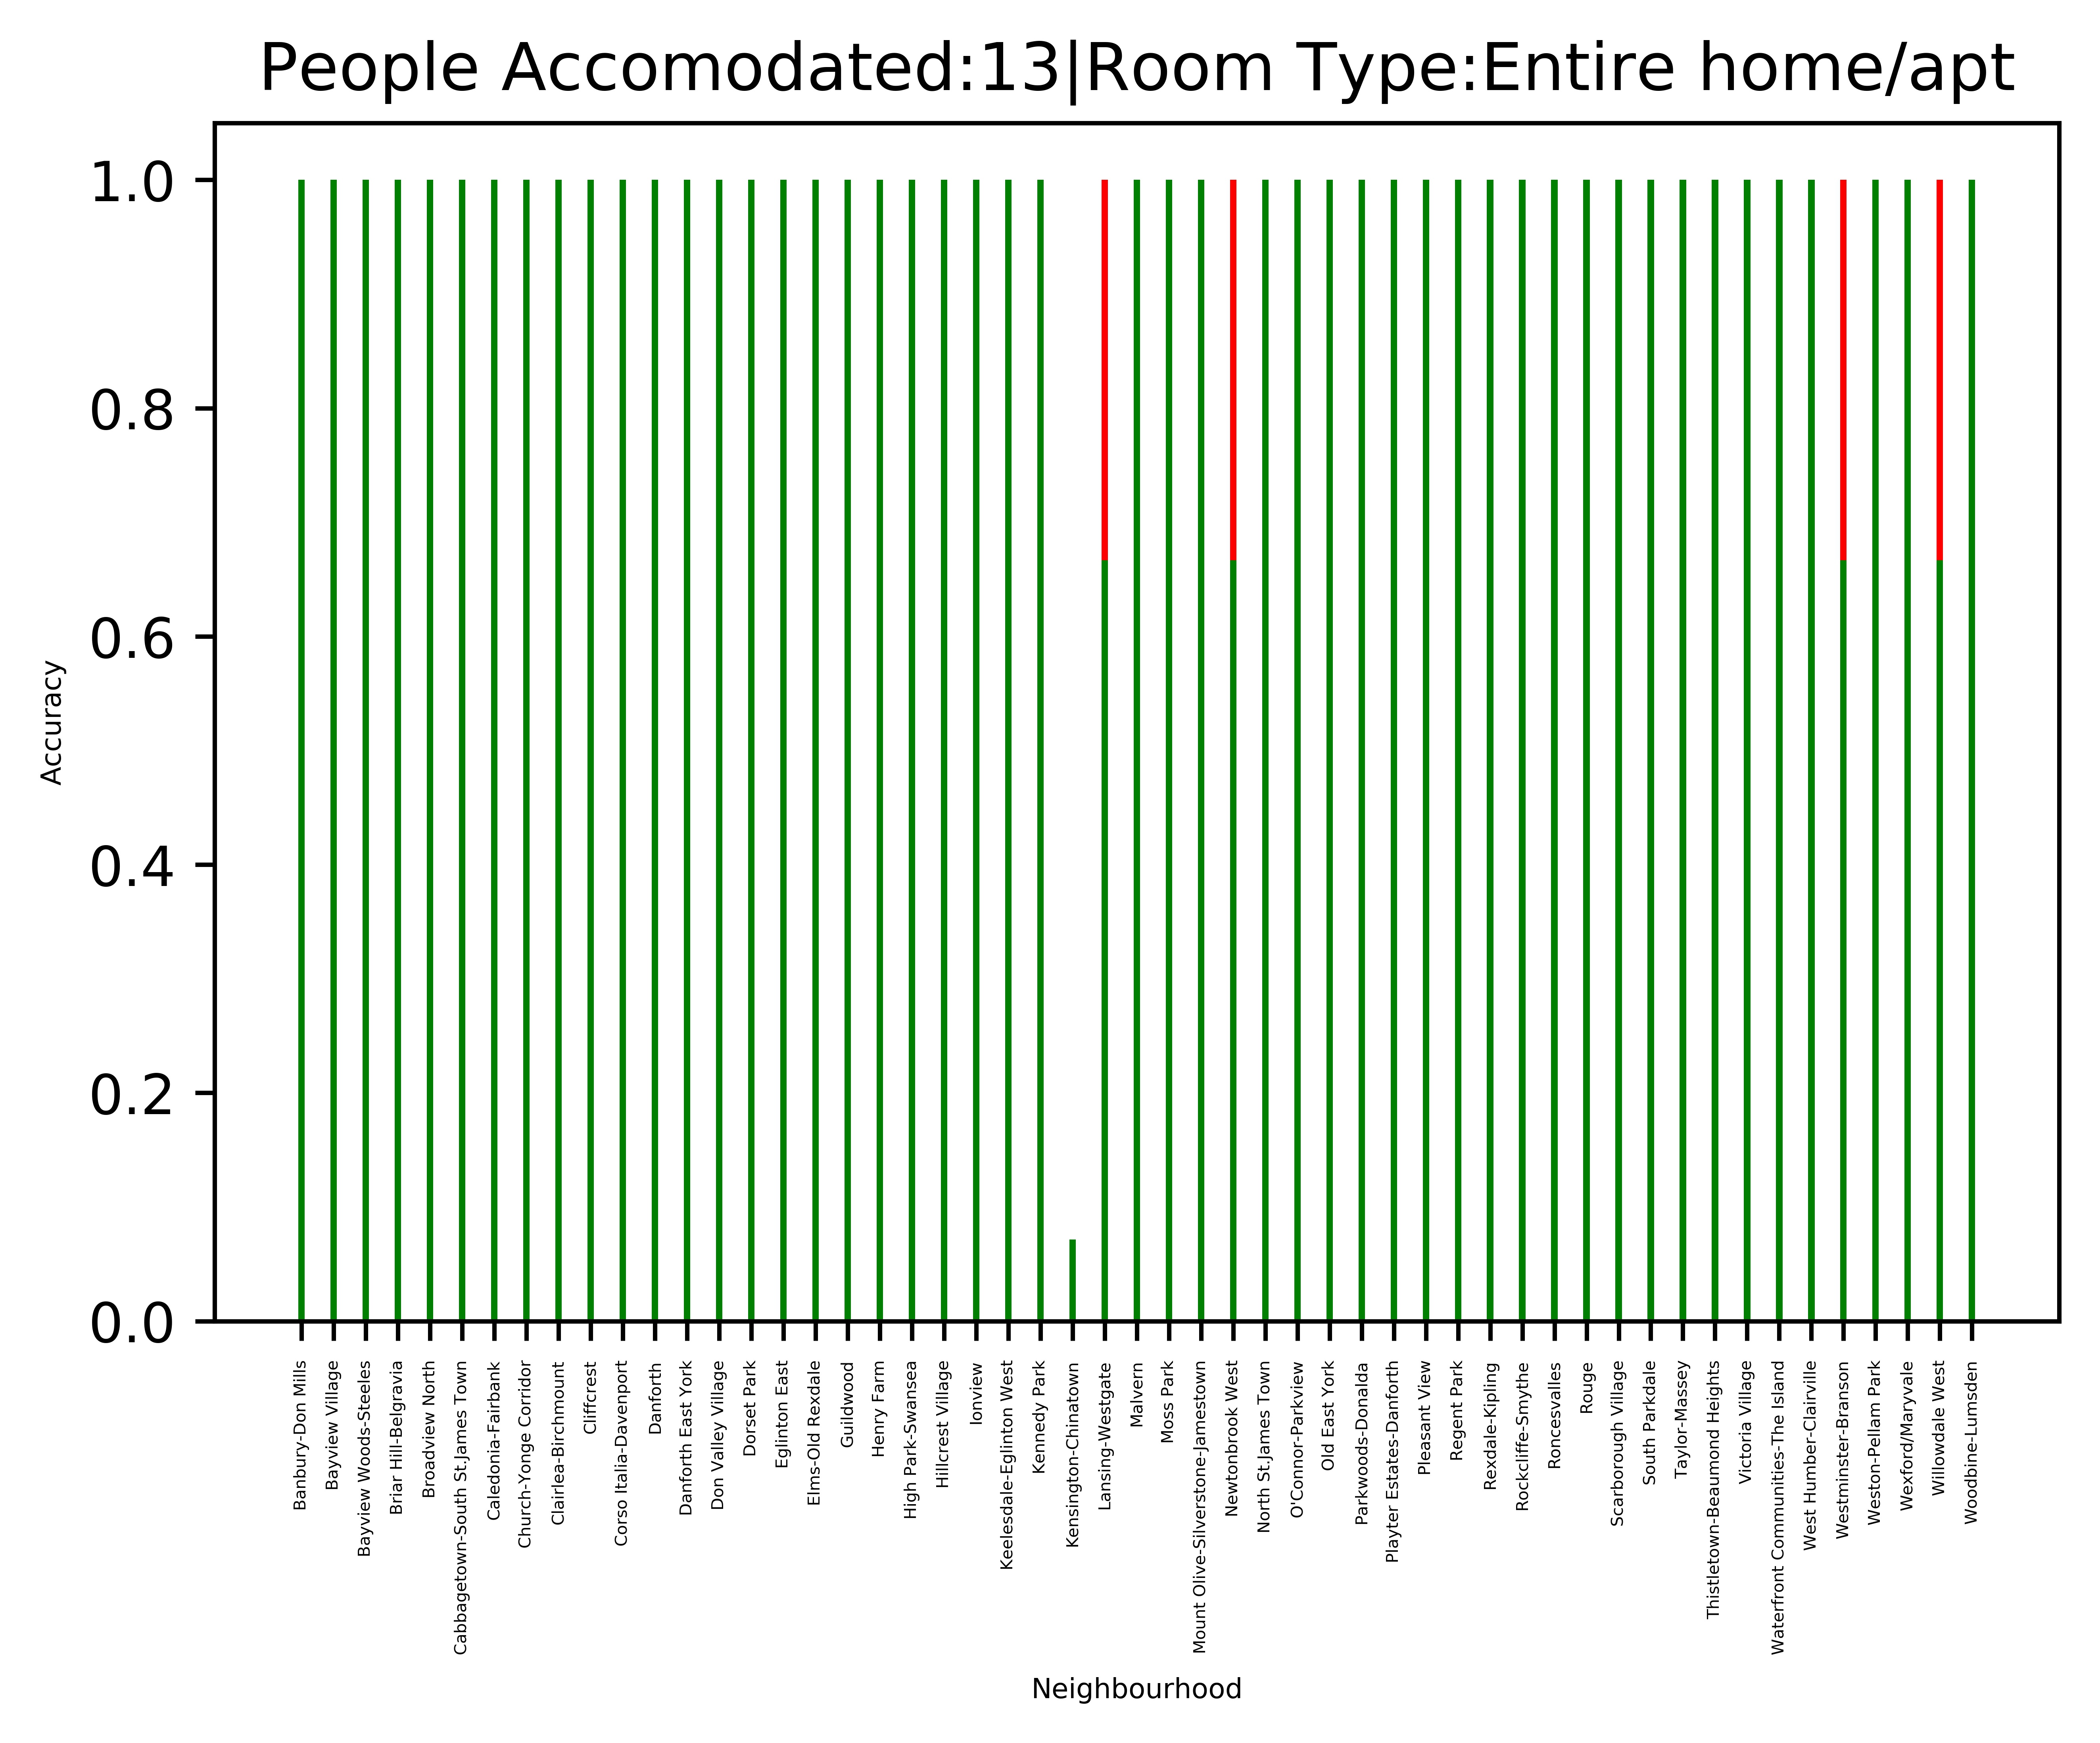 People Accomodated:13|Room Type:Entire home/apt
1.0
0.8
0.6
0.4
0.2
0.0
Accuracy
Banbury-Don Mills
Bayview Village
Bayview Woods-Steeles
Briar Hill-Belgravia
Broadview North
Cabbagetown-South St.James Town
Caledonia-Fairbank
Church-Yonge Corridor
Clairlea-Birchmount
Cliffcrest
Corso Italia-Davenport
Danforth
Danforth East York
Don Valley Village
Dorset Park
Eglinton East
Elms-Old Rexdale
Guildwood
Henry Farm
High Park-Swansea
Hillcrest Village
Ionview
Keelesdale-Eglinton West
Kennedy Park
Kensington-Chinatown
Lansing-Westgate
Malvern
Moss Park
Mount Olive-Silverstone-Jamestown
Newtonbrook West
North St.James Town
O'Connor-Parkview
Old East York
Parkwoods-Donalda
Playter Estates-Danforth
Pleasant View
Regent Park
Rexdale-Kipling
Rockcliffe-Smythe
Roncesvalles
Rouge
Scarborough Village
South Parkdale
Taylor-Massey
Thistletown-Beaumond Heights
Victoria Village
Waterfront Communities-The Island
West Humber-Clairville
Westminster-Branson
Weston-Pellam Park
Wexford/Maryvale
Willowdale West
Woodbine-Lumsden
Neighbourhood